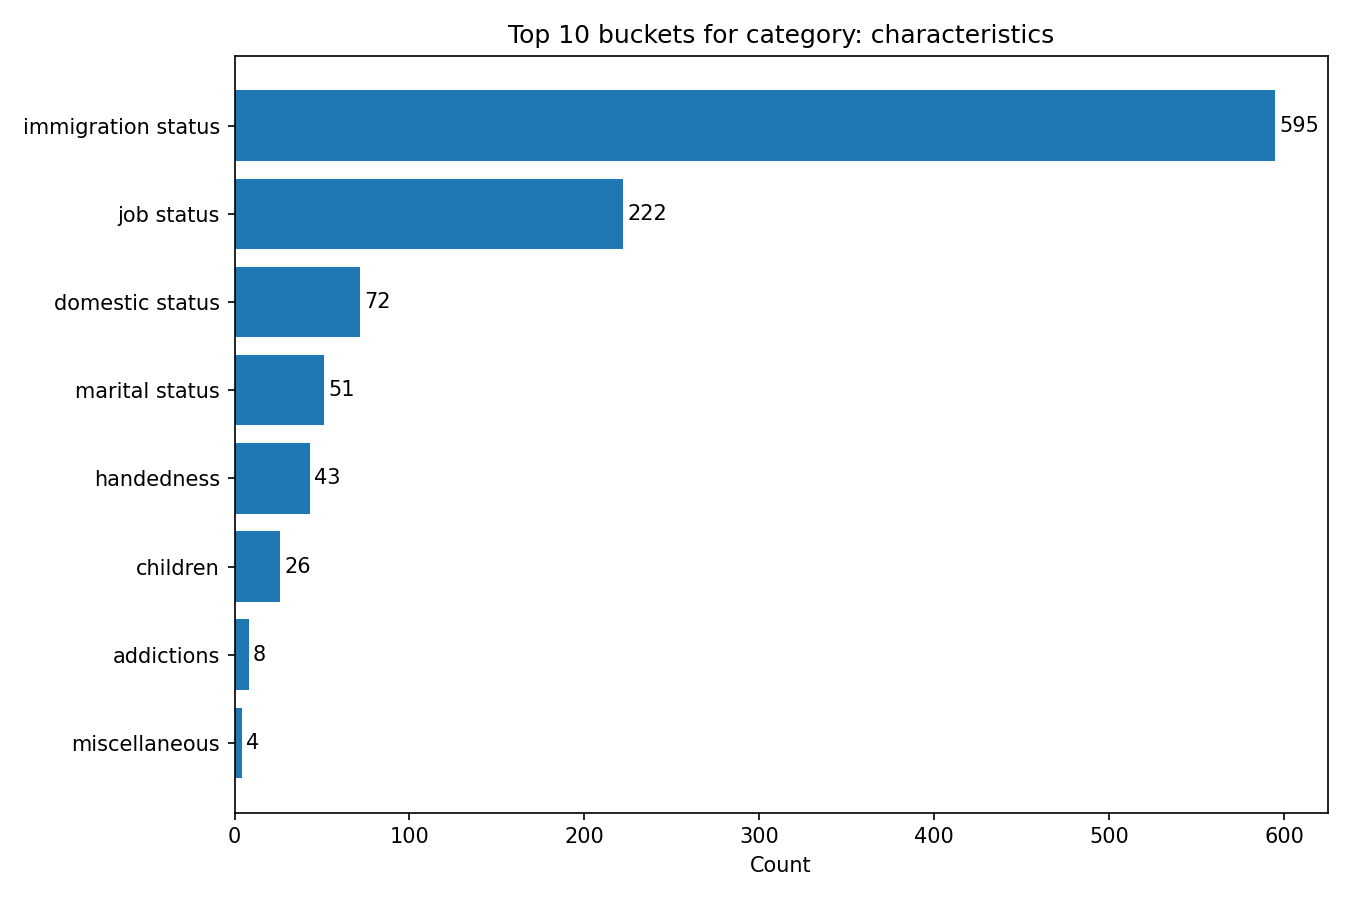 Top 10 buckets for category: characteristics
immigration status
595
job status
222
domestic status
72
marital status
51
handedness
43
children
26
addictions
8
miscellaneous
4
0 100 200 300 400 500 600
Count